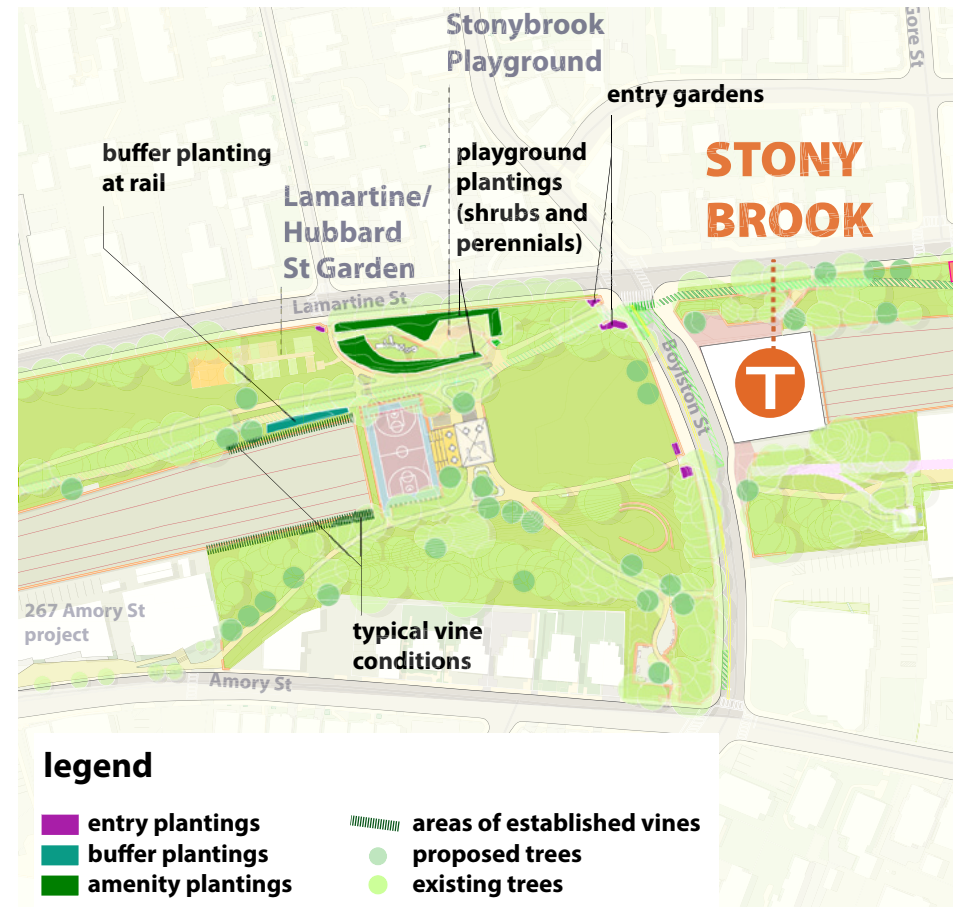 Stonybrook
Playground
Gore St
entry gardens
buffer planting
at rail
playground
plantings
(shrubs and
perennials)
STONY
BROOK
Lamartine/
Hubbard
St Garden
Lamartine St
Boylston St
T
267 Amory St
project
typical vine
conditions
Amory St
legend
entry plantings
buffer plantings
amenity plantings
areas of established vines
proposed trees
existing trees